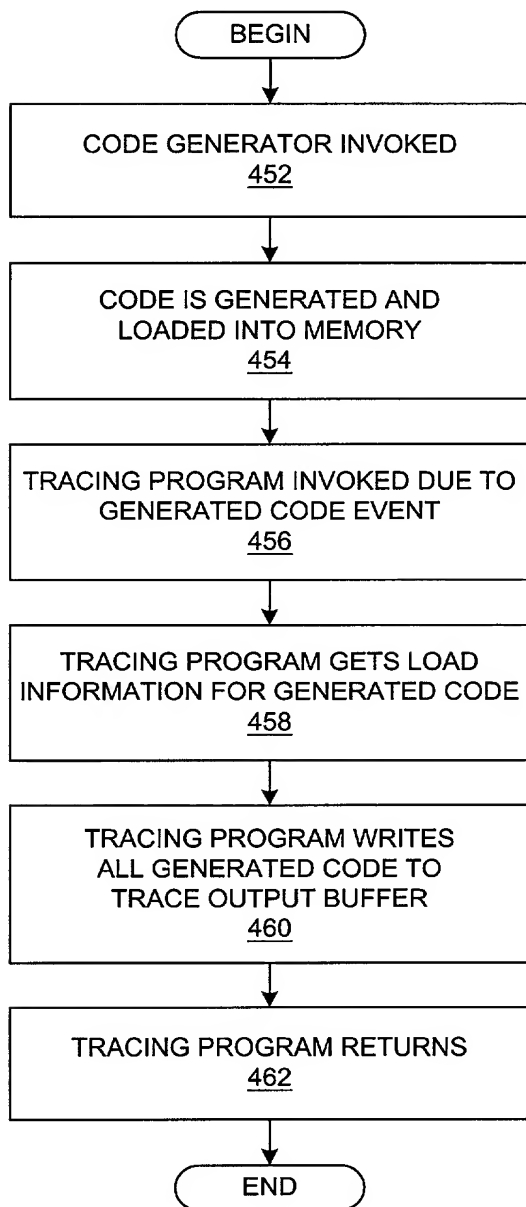 BEGIN
CODE GENERATOR INVOKED
452
CODE IS GENERATED AND
LOADED INTO MEMORY
454
TRACING PROGRAM INVOKED DUE TO
GENERATED CODE EVENT
456
TRACING PROGRAM GETS LOAD
INFORMATION FOR GENERATED CODE
458
TRACING PROGRAM WRITES
ALL GENERATED CODE TO
TRACE OUTPUT BUFFER
460
TRACING PROGRAM RETURNS
462
END